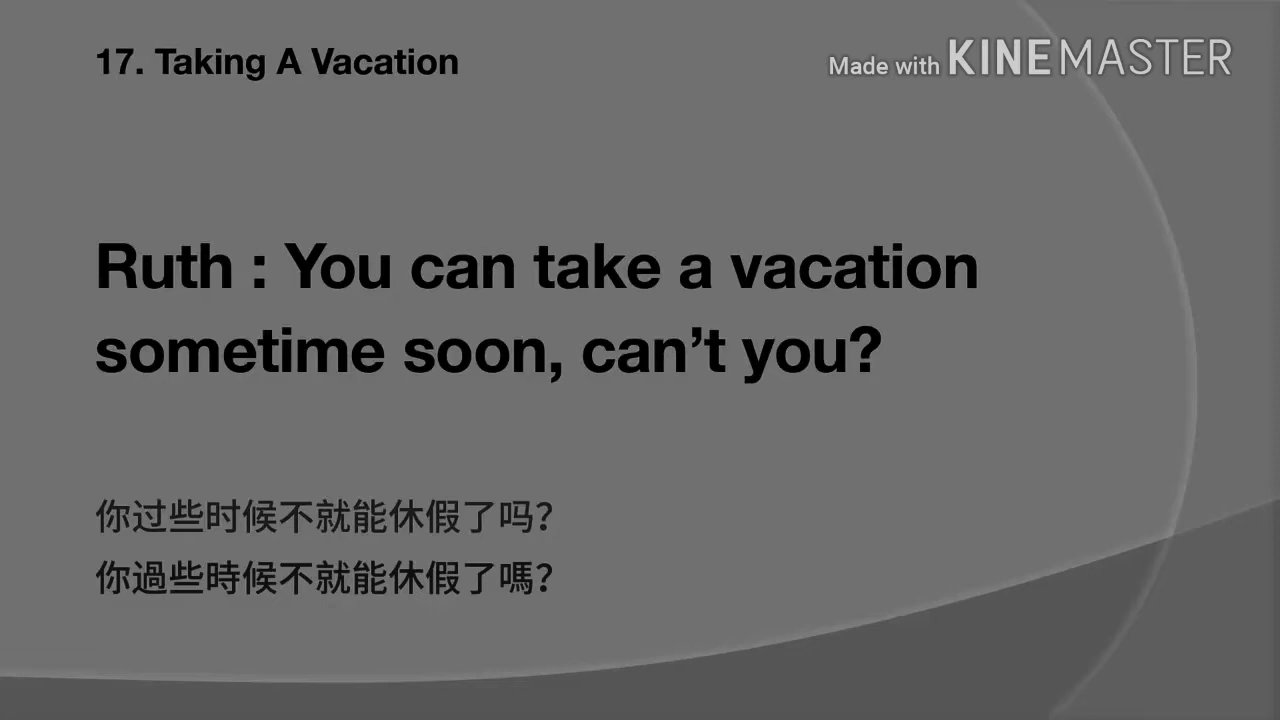 17. Taking A Vacation
Made with KINEMASTER
Ruth : You can take a vacation
sometime soon, can’t you?
你过些时候不就能休假了吗？
你過些時候不就能休假了嗎？